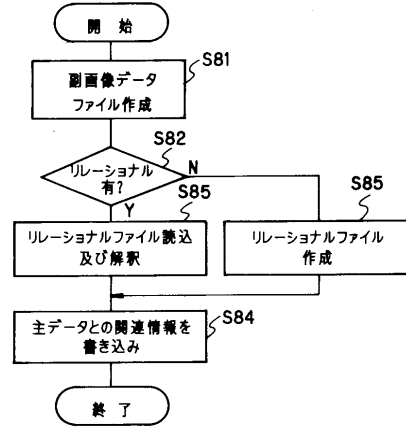 開 始
S81
副画像データ
ファイル作成
S82
リレーショナル
有?
N
Y
S85
リレーショナルファイル読込
及び解釈
S85
リレーショナルファイル
作成
S84
主データとの関連情報を
書き込み
終 了